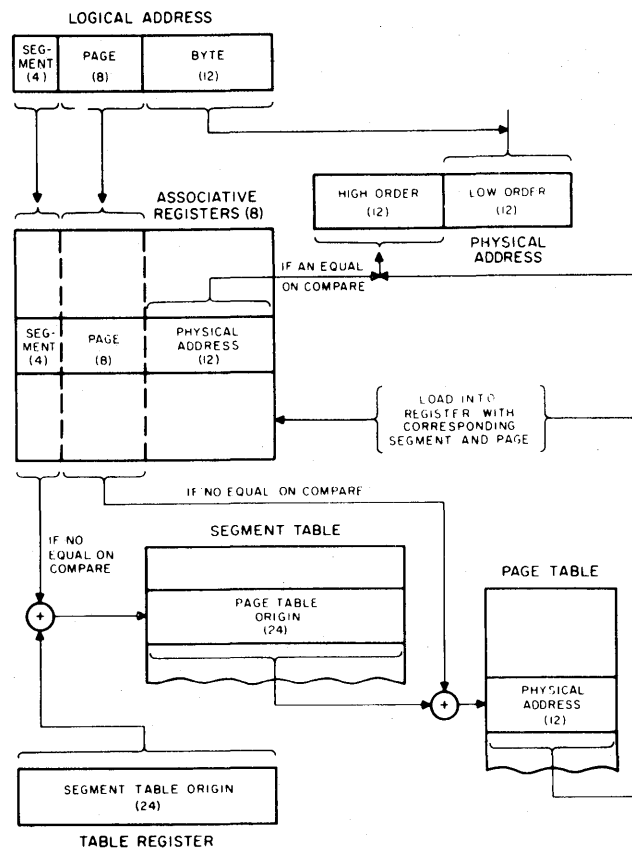 LOGICAL ADDRESS
SEG-
MENT
(4)
PAGE
(8)
BYTE
(12)
ASSOCIATIVE
REGISTERS (8)
HIGH ORDER
(12)
LOW ORDER
(12)
PHYSICAL
ADDRESS
IF AN EQUAL
ON COMPARE
SEG-
MENT
(4)
PAGE
(8)
PHYSICAL
ADDRESS
(12)
LOAD INTO
REGISTER WITH
CORRESPONDING
SEGMENT AND PAGE
IF NO EQUAL ON COMPARE
IF NO
EQUAL ON
COMPARE
SEGMENT TABLE
PAGE TABLE
ORIGIN
(24)
PAGE TABLE
PHYSICAL
ADDRESS
(12)
+
+
SEGMENT TABLE ORIGIN
(24)
TABLE REGISTER